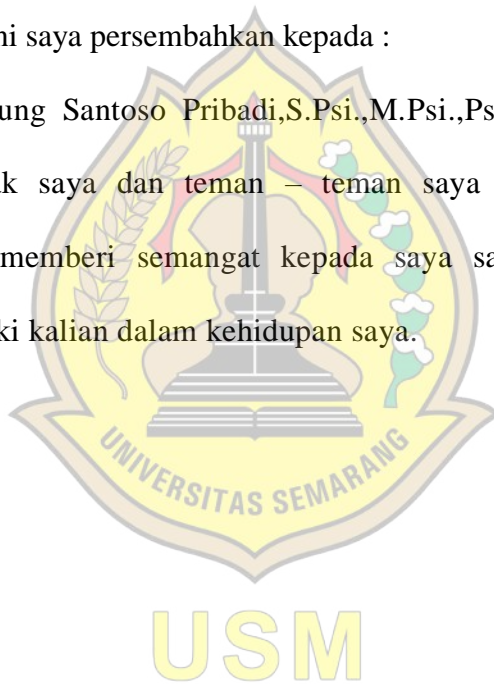 ni saya persembahkan kepada :
ung Santoso Pribadi,S.Psi.,M.Psi.,Ps
ak saya dan teman – teman saya
memberi semangat kepada saya sa
ki kalian dalam kehidupan saya.
UNIVERSITAS SEMARANG
USM